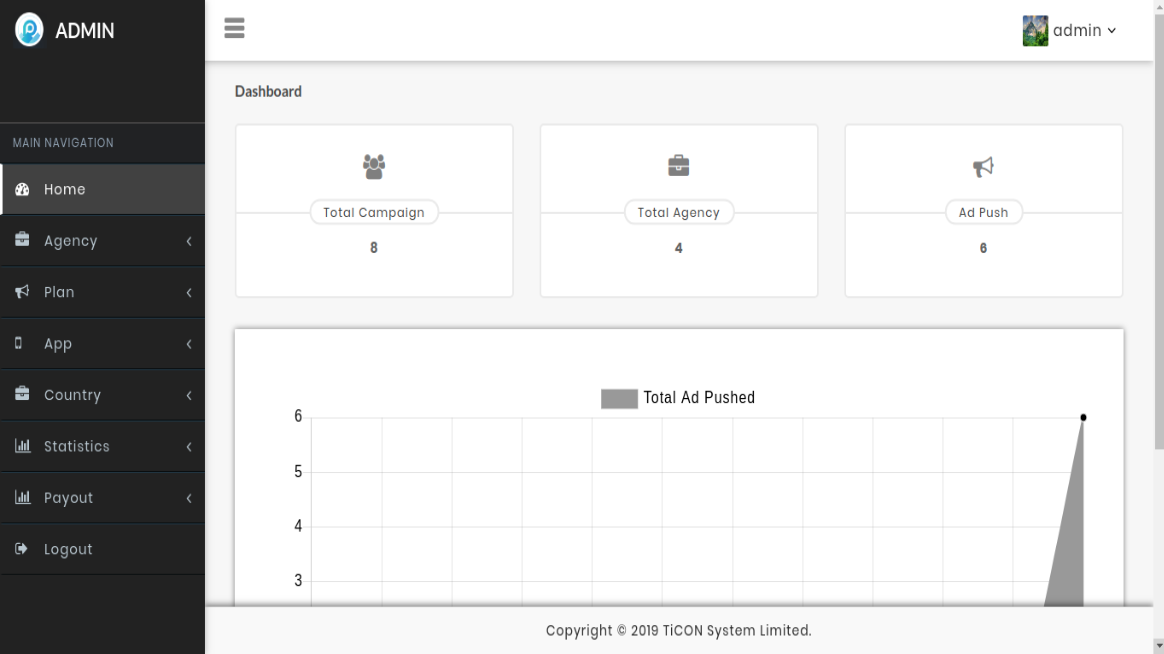 ADMIN
admin
MAIN NAVIGATION
Home
Agency
Plan
App
Country
Statistics
Payout
Logout
Dashboard
Total Campaign
8
Total Agency
4
Ad Push
6
Total Ad Pushed
6
5
4
3
Copyright © 2019 TiCON System Limited.